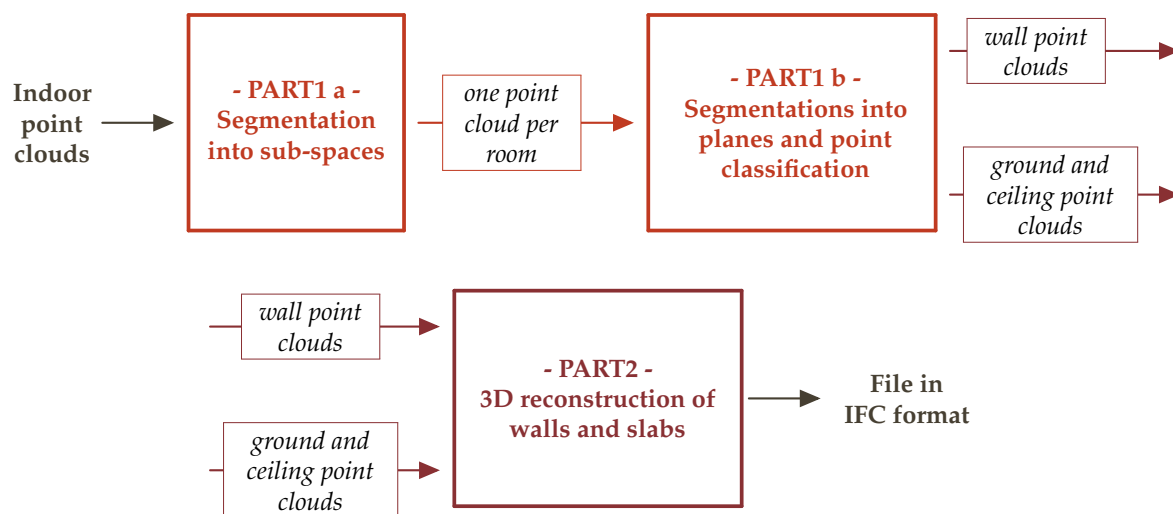 Indoor
point
clouds
- PART1 a -
Segmentation
into sub-spaces
one point
cloud per
room
- PART1 b -
Segmentations into
planes and point
classification
wall point
clouds
ground and
ceiling point
clouds
wall point
clouds
ground and
ceiling point
clouds
- PART2 -
3D reconstruction of
walls and slabs
File in
IFC format